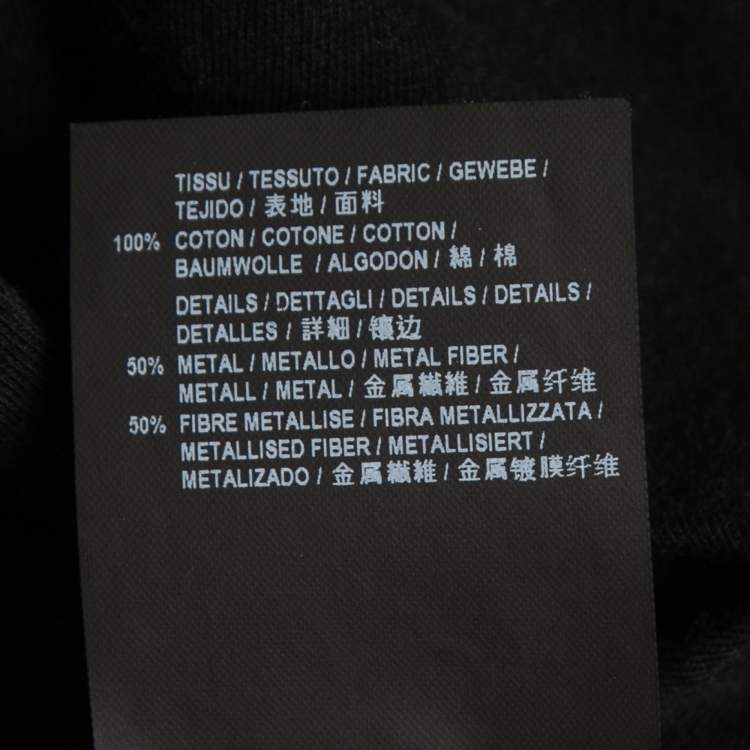 TISSU / TESSUTO / FABRIC / GEWEBE /
TEJIDO / 表地 / 面料
100% COTON / COTONE / COTTON /
BAUMWOLLE / ALGODON / 綿 / 棉
DETAILS / DETTAGLI / DETAILS / DETAILS /
DETALLES / 詳細 / 镶边
50% METAL / METALLO / METAL FIBER /
METALL / METAL / 金属繊維 / 金属纤维
50% FIBRE METALLISE / FIBRA METALLIZZATA /
METALLISED FIBER / METALLISIERT /
METALIZADO / 金属繊維 / 金属镀膜纤维